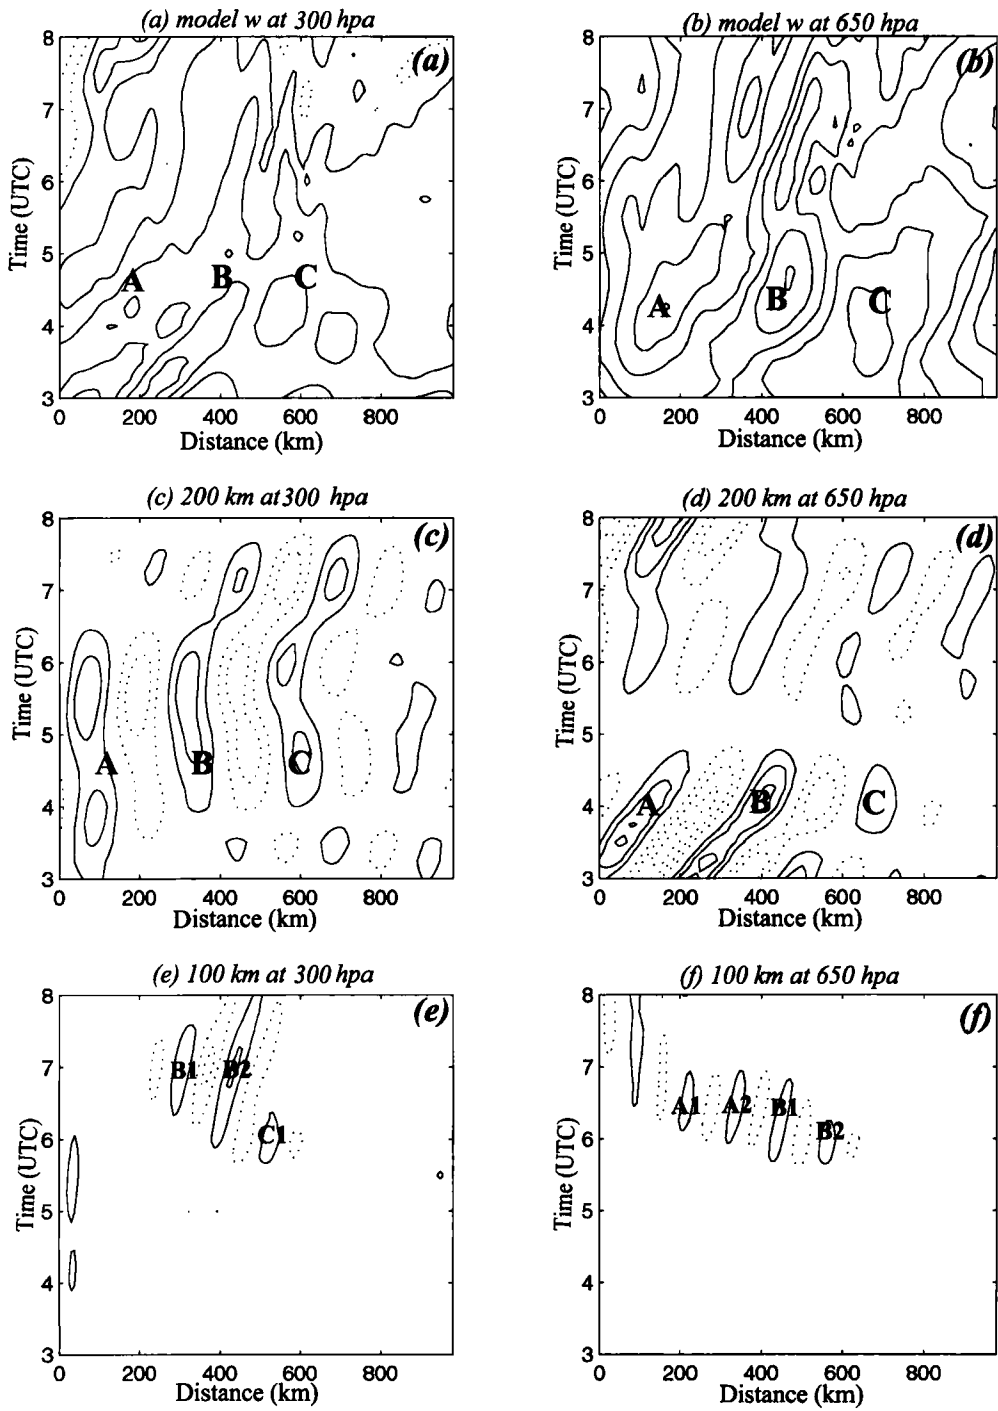 (a) model w at 300 hpa
(a)
8
7
6
5
4
3
Time (UTC)
A
B
C
0 200 400 600 800
Distance (km)
(b) model w at 650 hpa
(b)
8
7
6
5
4
3
Time (UTC)
A
B
C
0 200 400 600 800
Distance (km)
(c) 200 km at 300 hpa
(c)
8
7
6
5
4
3
Time (UTC)
A
B
C
0 200 400 600 800
Distance (km)
(d) 200 km at 650 hpa
(d)
8
7
6
5
4
3
Time (UTC)
A
B
C
0 200 400 600 800
Distance (km)
(e) 100 km at 300 hpa
(e)
8
7
6
5
4
3
Time (UTC)
B1
B2
C1
0 200 400 600 800
Distance (km)
(f) 100 km at 650 hpa
(f)
8
7
6
5
4
3
Time (UTC)
A1
A2
B1
B2
0 200 400 600 800
Distance (km)